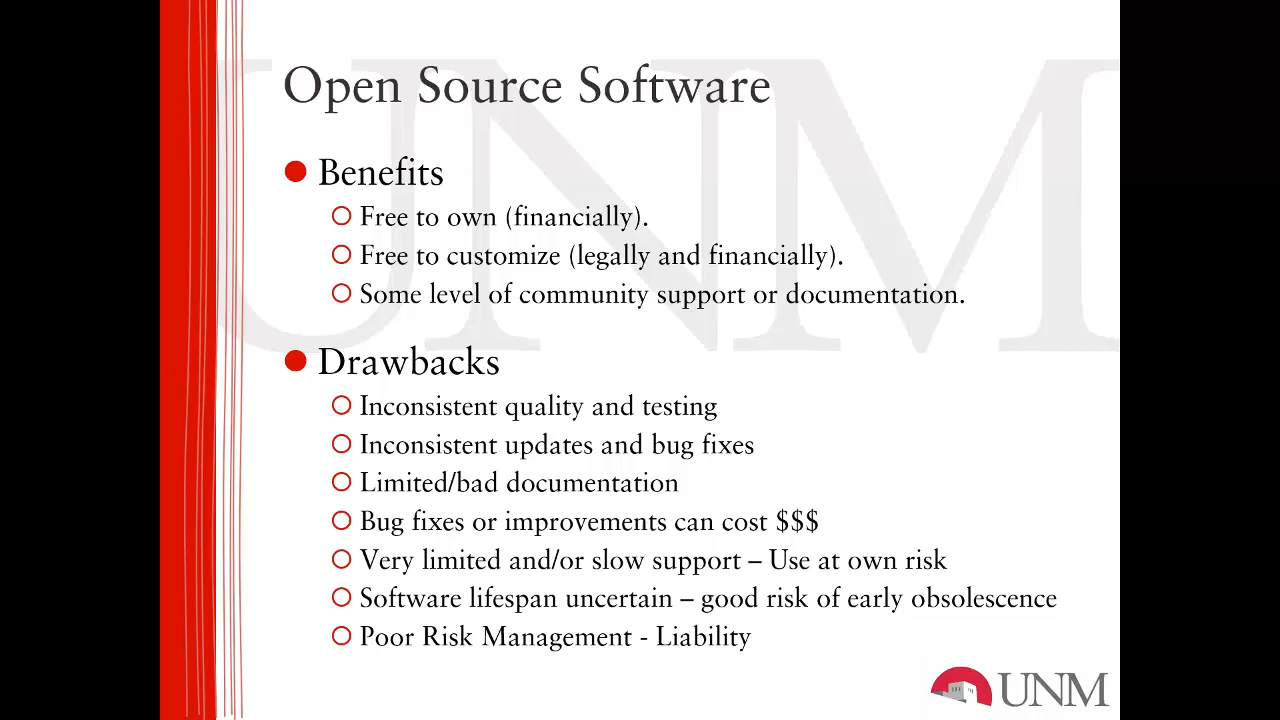 Open Source Software
Benefits
Free to own (financially).
Free to customize (legally and financially).
Some level of community support or documentation.
Drawbacks
Inconsistent quality and testing
Inconsistent updates and bug fixes
Limited/bad documentation
Bug fixes or improvements can cost $$$
Very limited and/or slow support – Use at own risk
Software lifespan uncertain – good risk of early obsolescence
Poor Risk Management - Liability
UNM
UNM